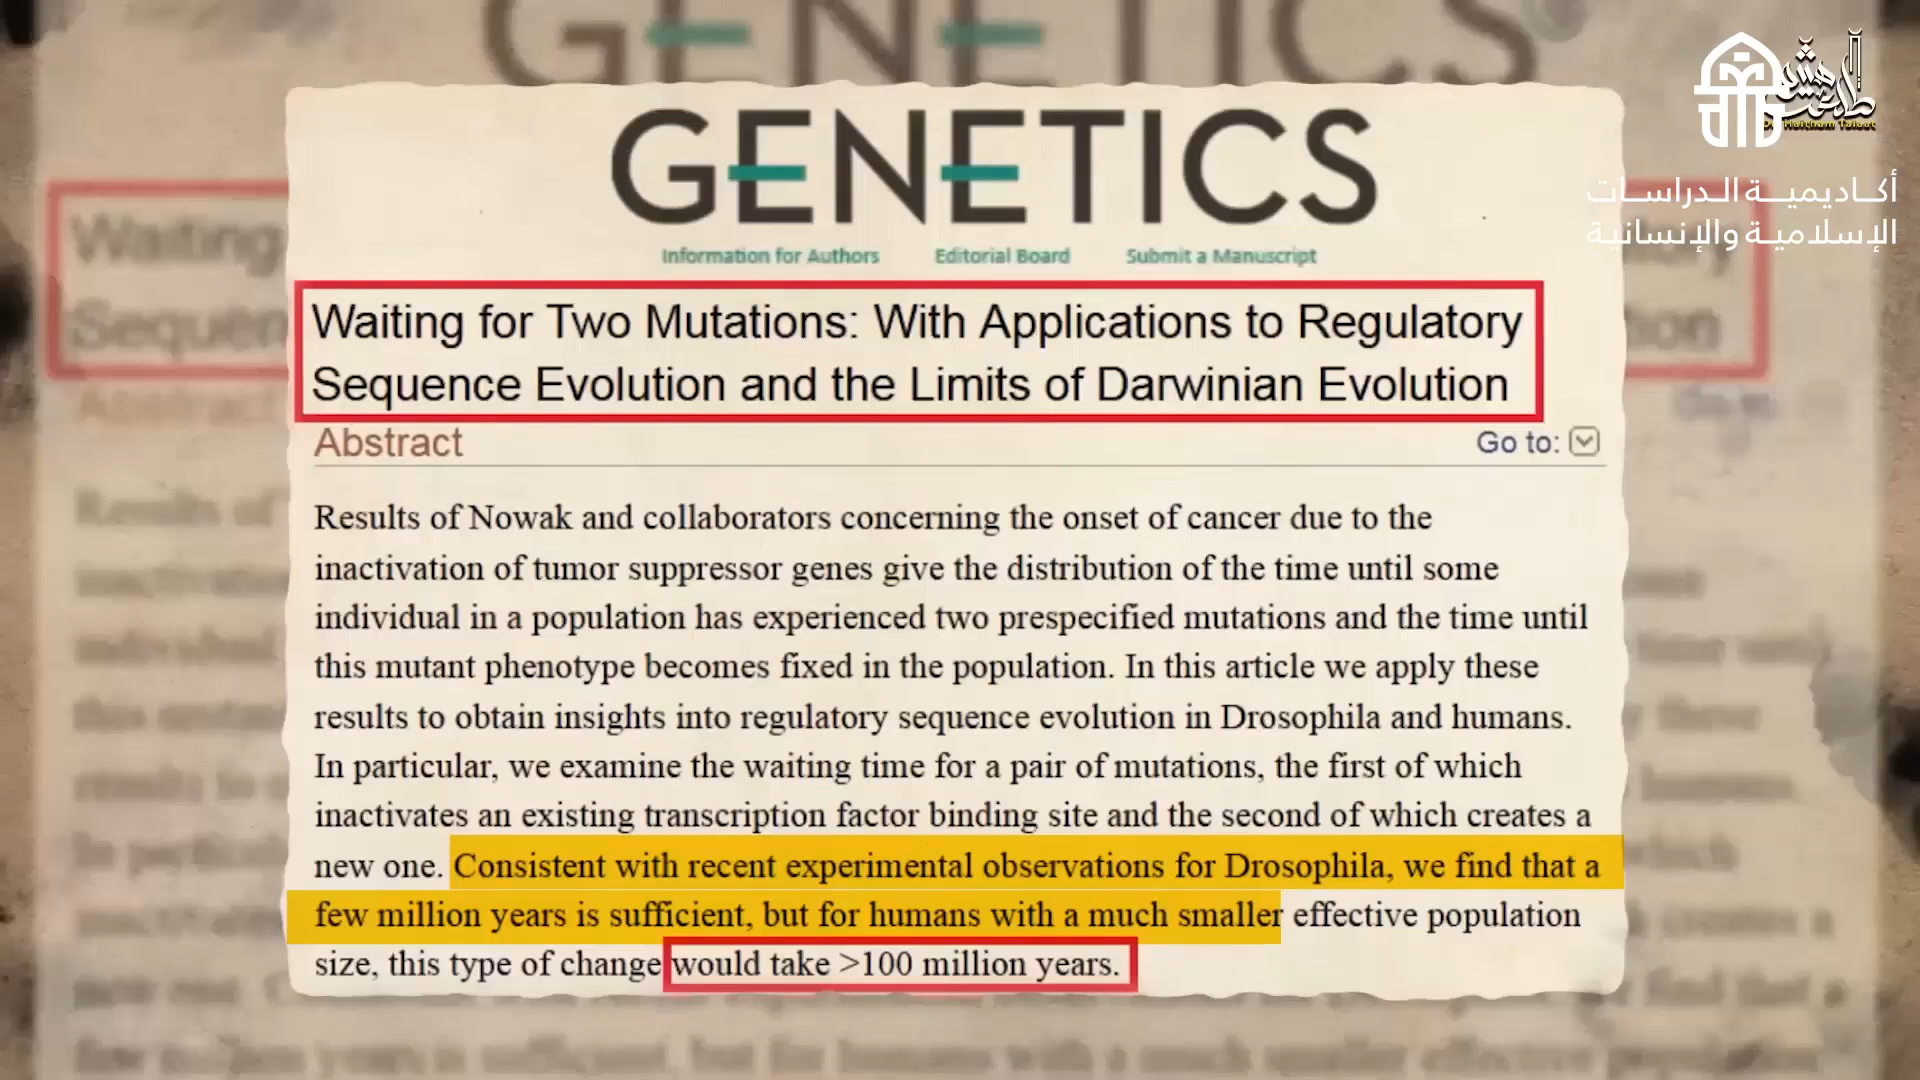 GENETICS
Information for Authors Editorial Board Submit a Manuscript
Waiting for Two Mutations: With Applications to Regulatory
Sequence Evolution and the Limits of Darwinian Evolution
Abstract
Go to:
Results of Nowak and collaborators concerning the onset of cancer due to the
inactivation of tumor suppressor genes give the distribution of the time until some
individual in a population has experienced two prespecified mutations and the time until
this mutant phenotype becomes fixed in the population. In this article we apply these
results to obtain insights into regulatory sequence evolution in Drosophila and humans.
In particular, we examine the waiting time for a pair of mutations, the first of which
inactivates an existing transcription factor binding site and the second of which creates a
new one. Consistent with recent experimental observations for Drosophila, we find that a
few million years is sufficient, but for humans with a much smaller effective population
size, this type of change would take >100 million years.
أكاديمية الدراسات
الإسلامية والإنسانية